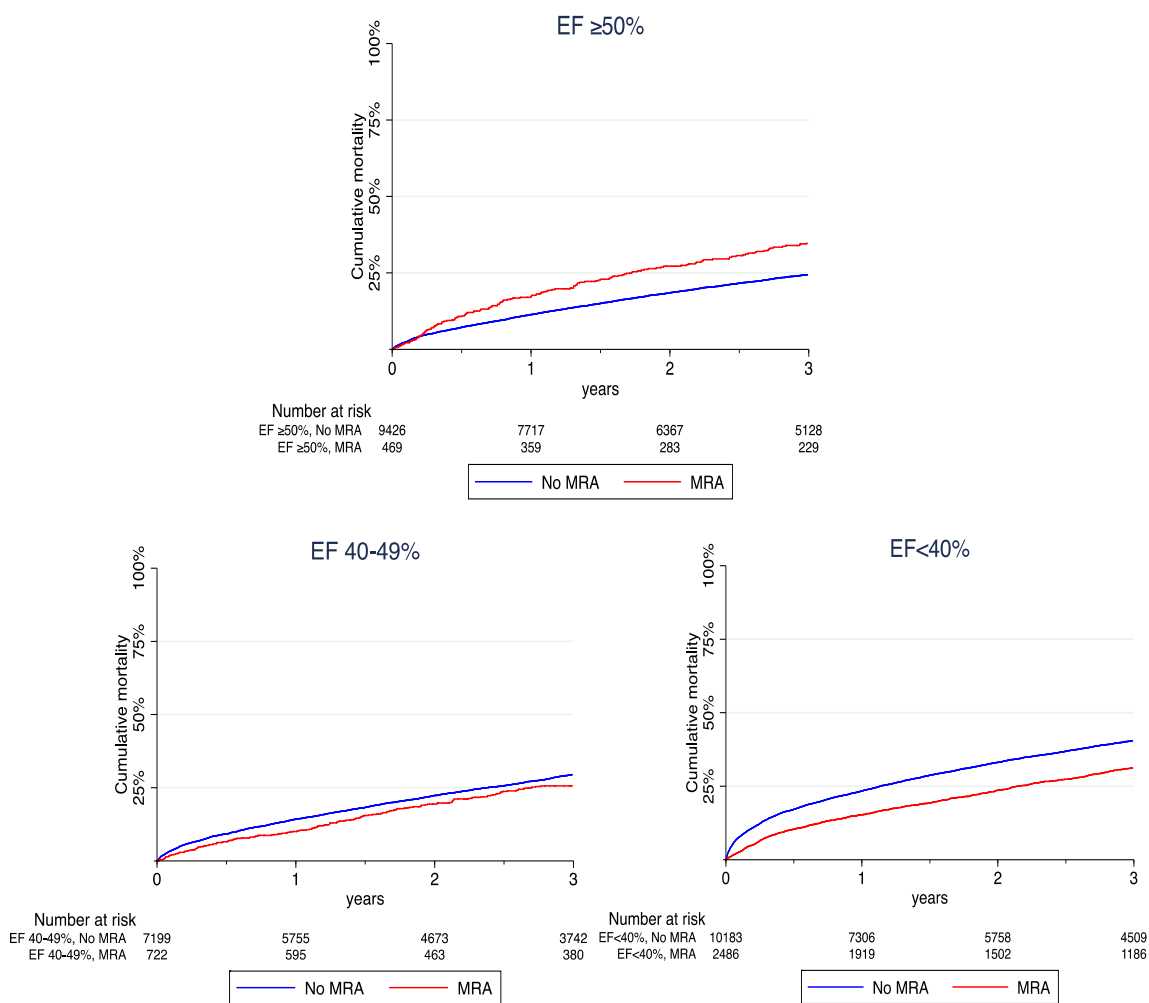 EF ≥50%
Cumulative mortality
100%
75%
50%
25%
0 1 2 3
years
Number at risk
EF ≥50%, No MRA 9426 7717 6367 5128
EF ≥50%, MRA 469 359 283 229
No MRA MRA
EF 40-49%
Cumulative mortality
100%
75%
50%
25%
0 1 2 3
years
Number at risk
EF 40-49%, No MRA 7199 5755 4673 3742
EF 40-49%, MRA 722 595 463 380
No MRA MRA
EF<40%
Cumulative mortality
100%
75%
50%
25%
0 1 2 3
years
Number at risk
EF<40%, No MRA 10183 7306 5758 4509
EF<40%, MRA 2486 1919 1502 1186
No MRA MRA